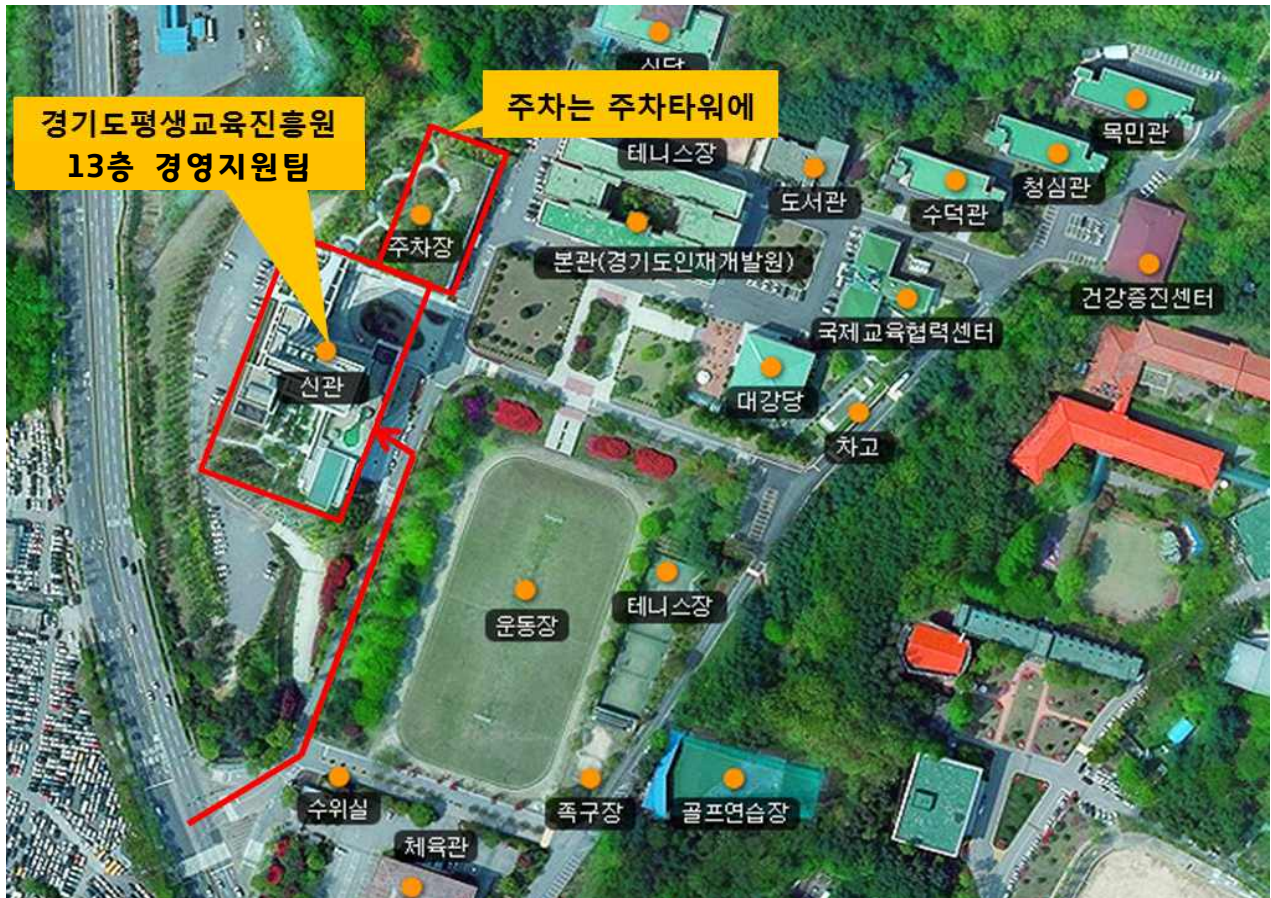 식당
경기도평생교육진흥원
13층 경영지원팀
주차는 주차타워에
테니스장
도서관
목민관
청심관
수덕관
주차장
본관(경기도인재개발원)
건강증진센터
국제교육협력센터
신관
대강당
차고
운동장
테니스장
수위실
족구장
골프연습장
체육관